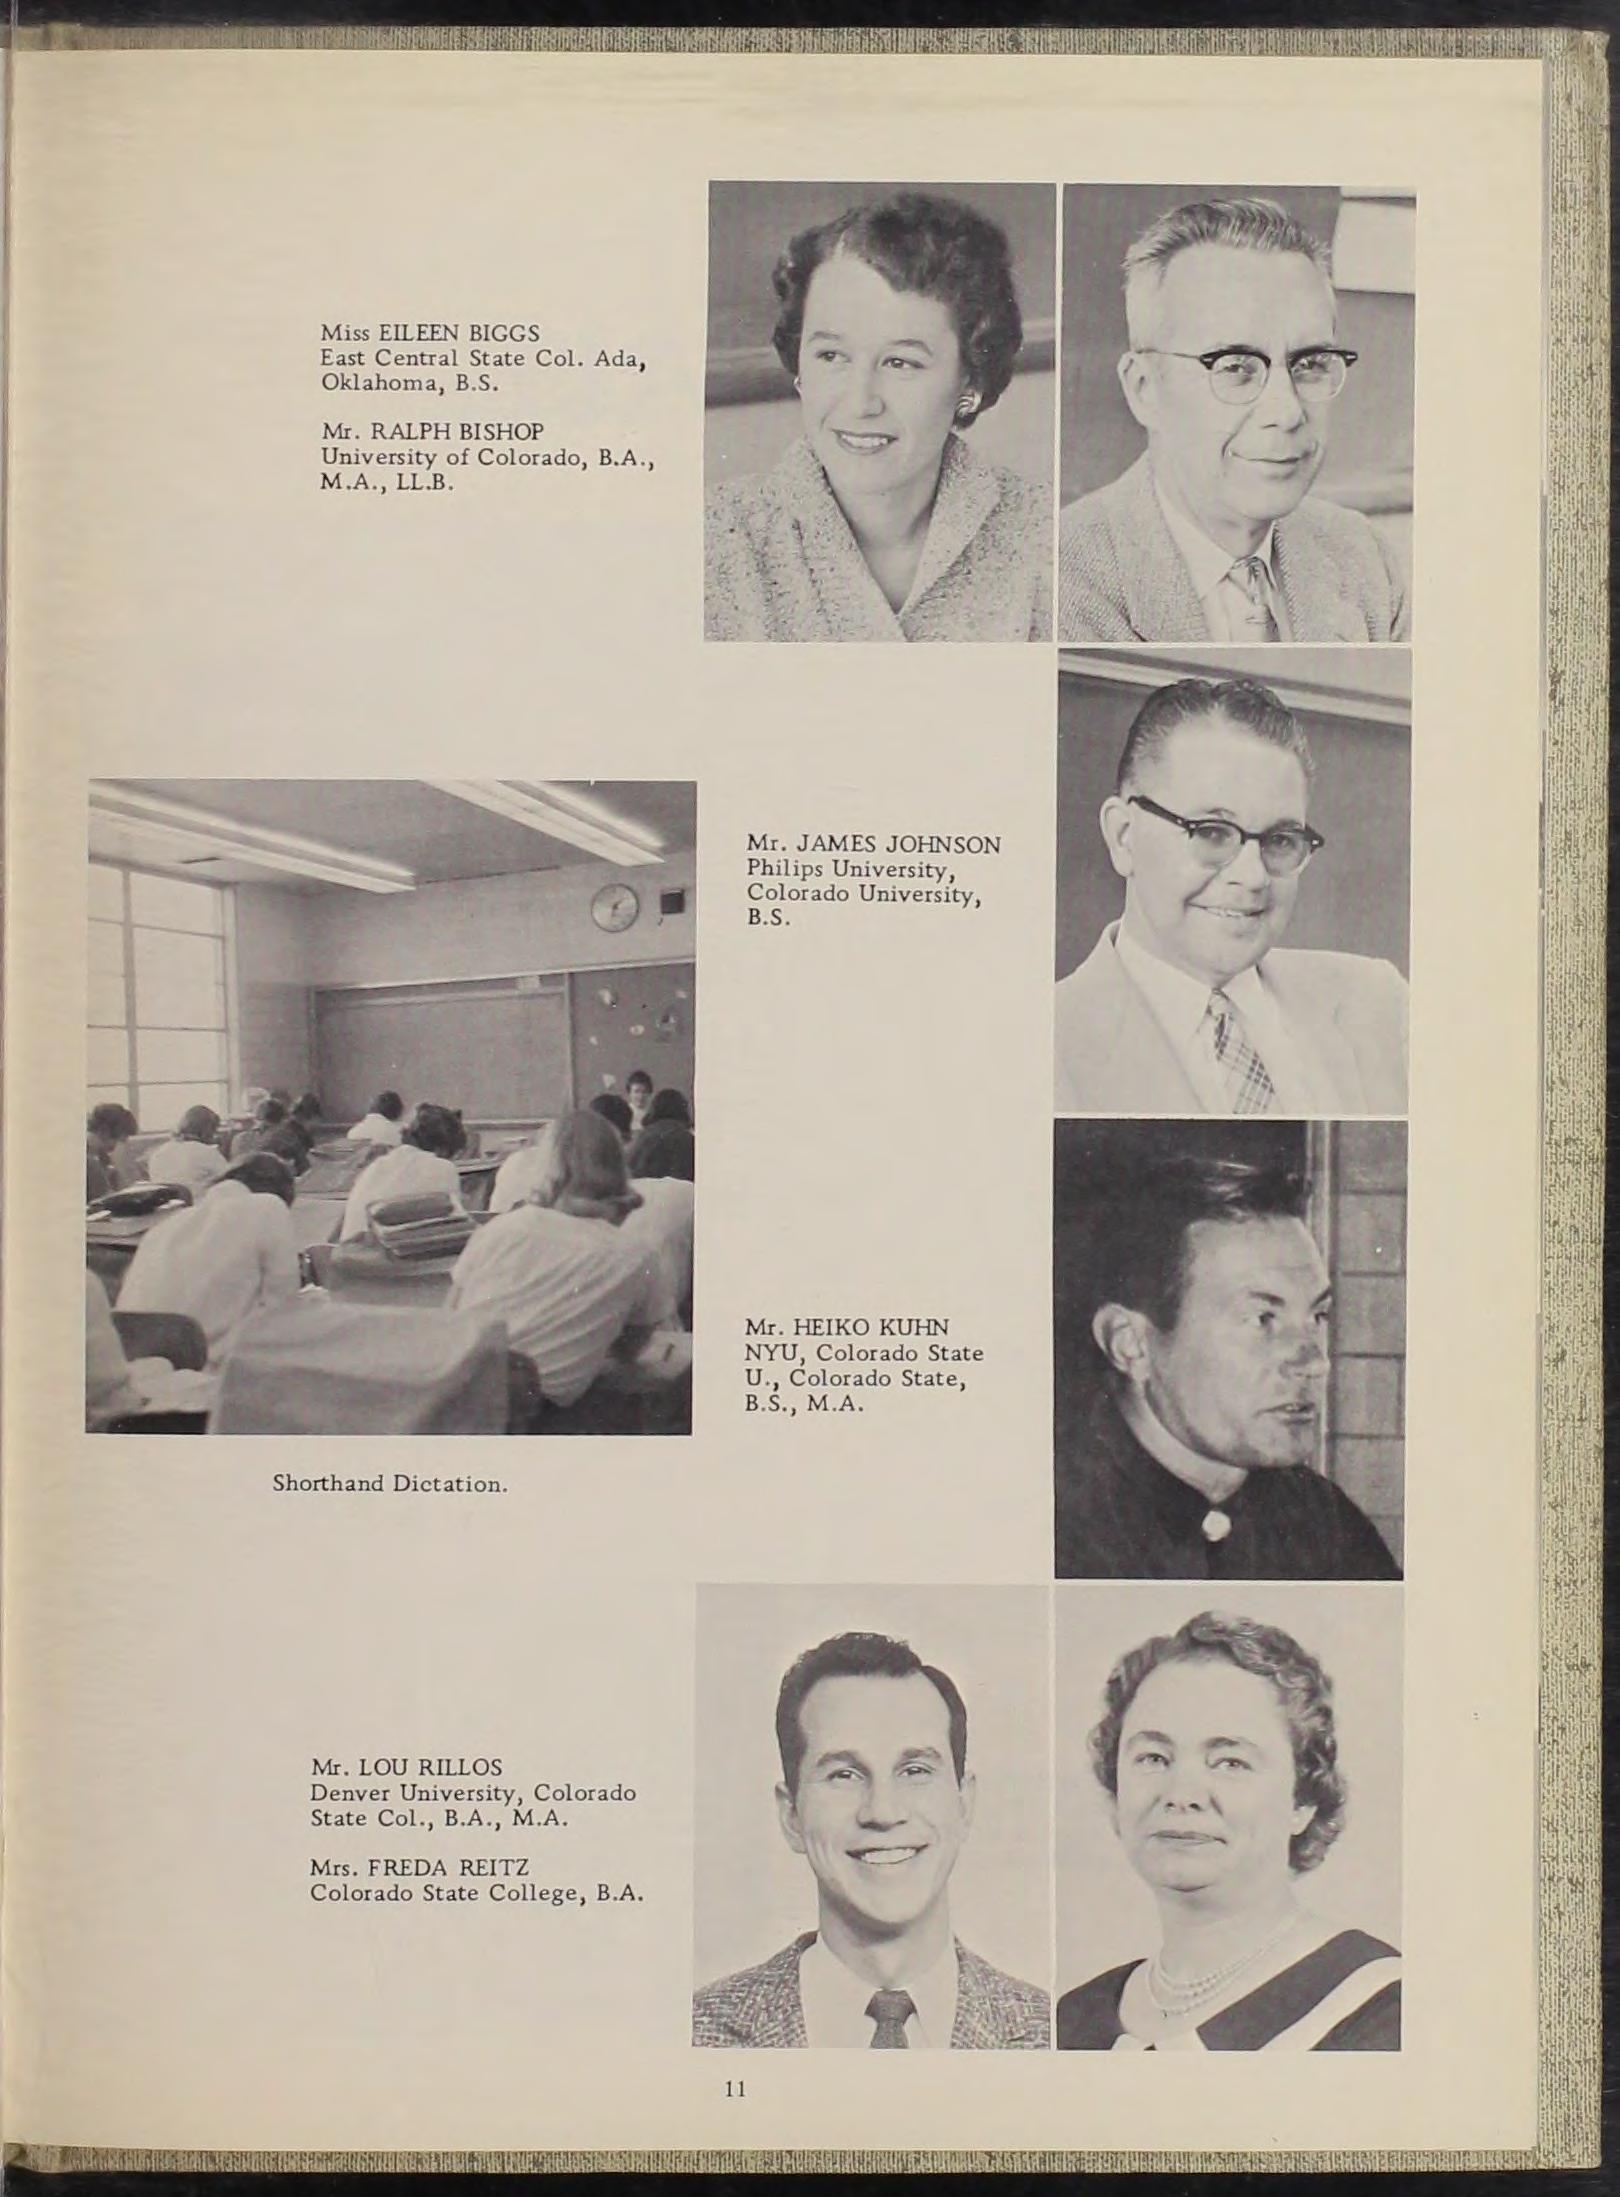 Miss EILEEN BIGGS
East Central State Col. Ada,
Oklahoma, B.S.
Mr. RALPH BISHOP
University of Colorado, B.A.,
M.A., LL.B.
Mr. JAMES JOHNSON
Philips University,
Colorado University,
B.S.
Mr. HEIKO KUHN
NYU, Colorado State
U., Colorado State,
B.S., M.A.
Shorthand Dictation.
Mr. LOU RILLOS
Denver University, Colorado
State Col., B.A., M.A.
Mrs. FREDA REITZ
Colorado State College, B.A.
11